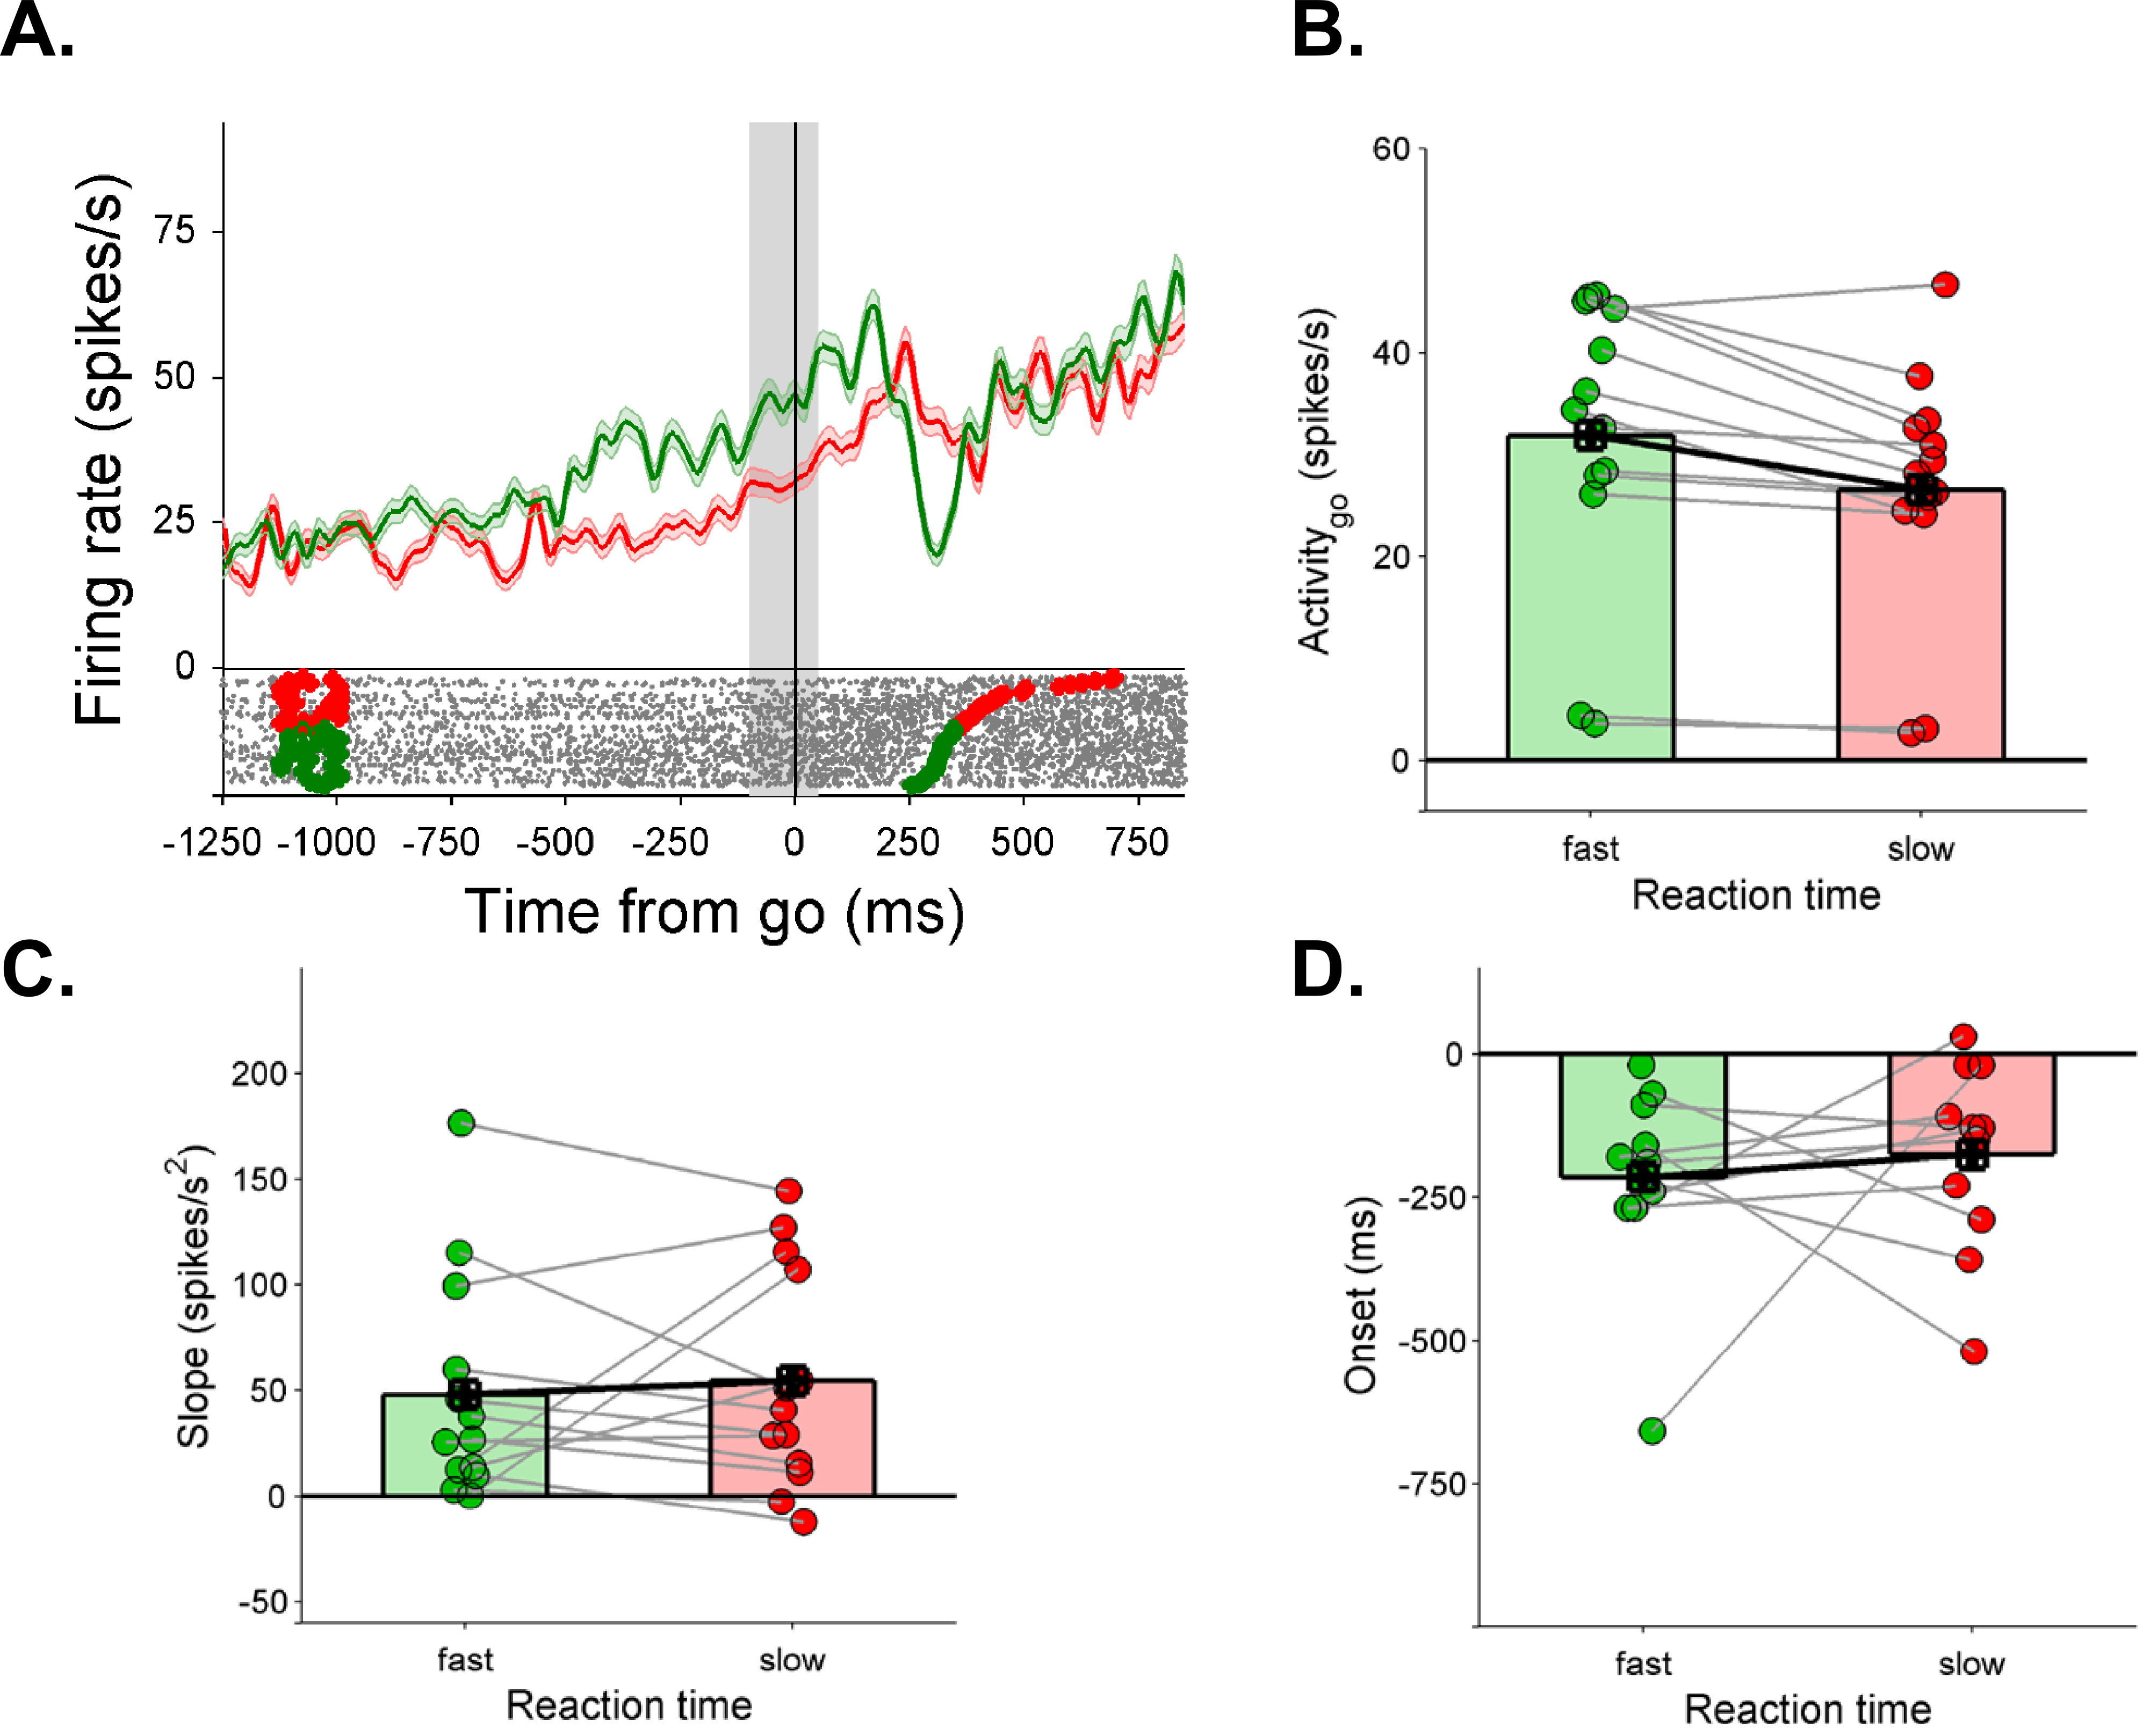 A.
Firing rate (spikes/s)
75
50
25
0
-1250 -1000 -750 -500 -250 0 250 500 750
Time from go (ms)
B.
Activity_go (spikes/s)
60
40
20
0
fast slow
Reaction time
C.
Slope (spikes/s²)
200
150
100
50
0
-50
fast slow
Reaction time
D.
Onset (ms)
0
-250
-500
-750
fast slow
Reaction time